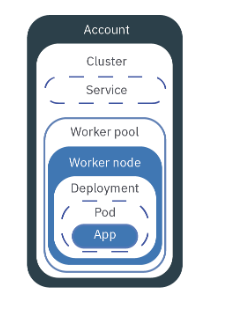 Account
Cluster
Service
Worker pool
Worker node
Deployment
Pod
App